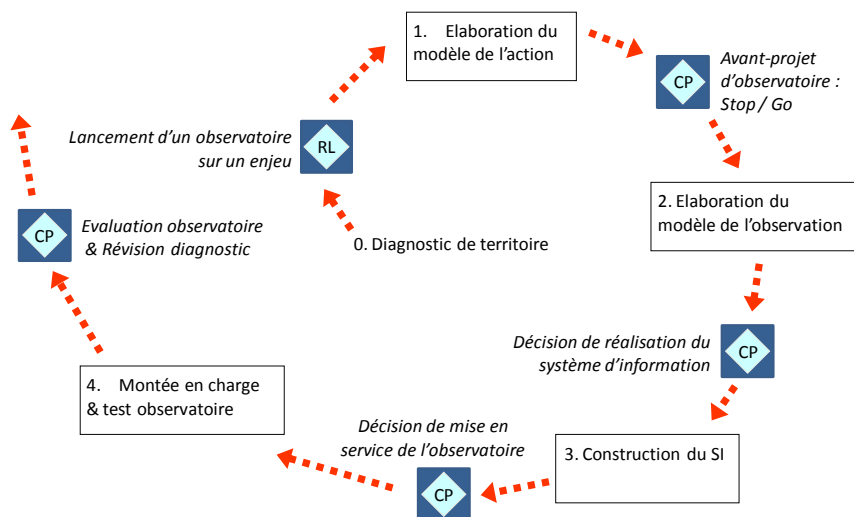 1. Elaboration du
modèle de l'action
CP
Avant-projet
d'observatoire :
Stop / Go
Lancement d'un observatoire
sur un enjeu
RL
0. Diagnostic de territoire
2. Elaboration du
modèle de l'observation
CP
Evaluation observatoire
& Révision diagnostic
Décision de réalisation du
système d'information
CP
4. Montée en charge
& test observatoire
Décision de mise en
service de l'observatoire
CP
3. Construction du SI